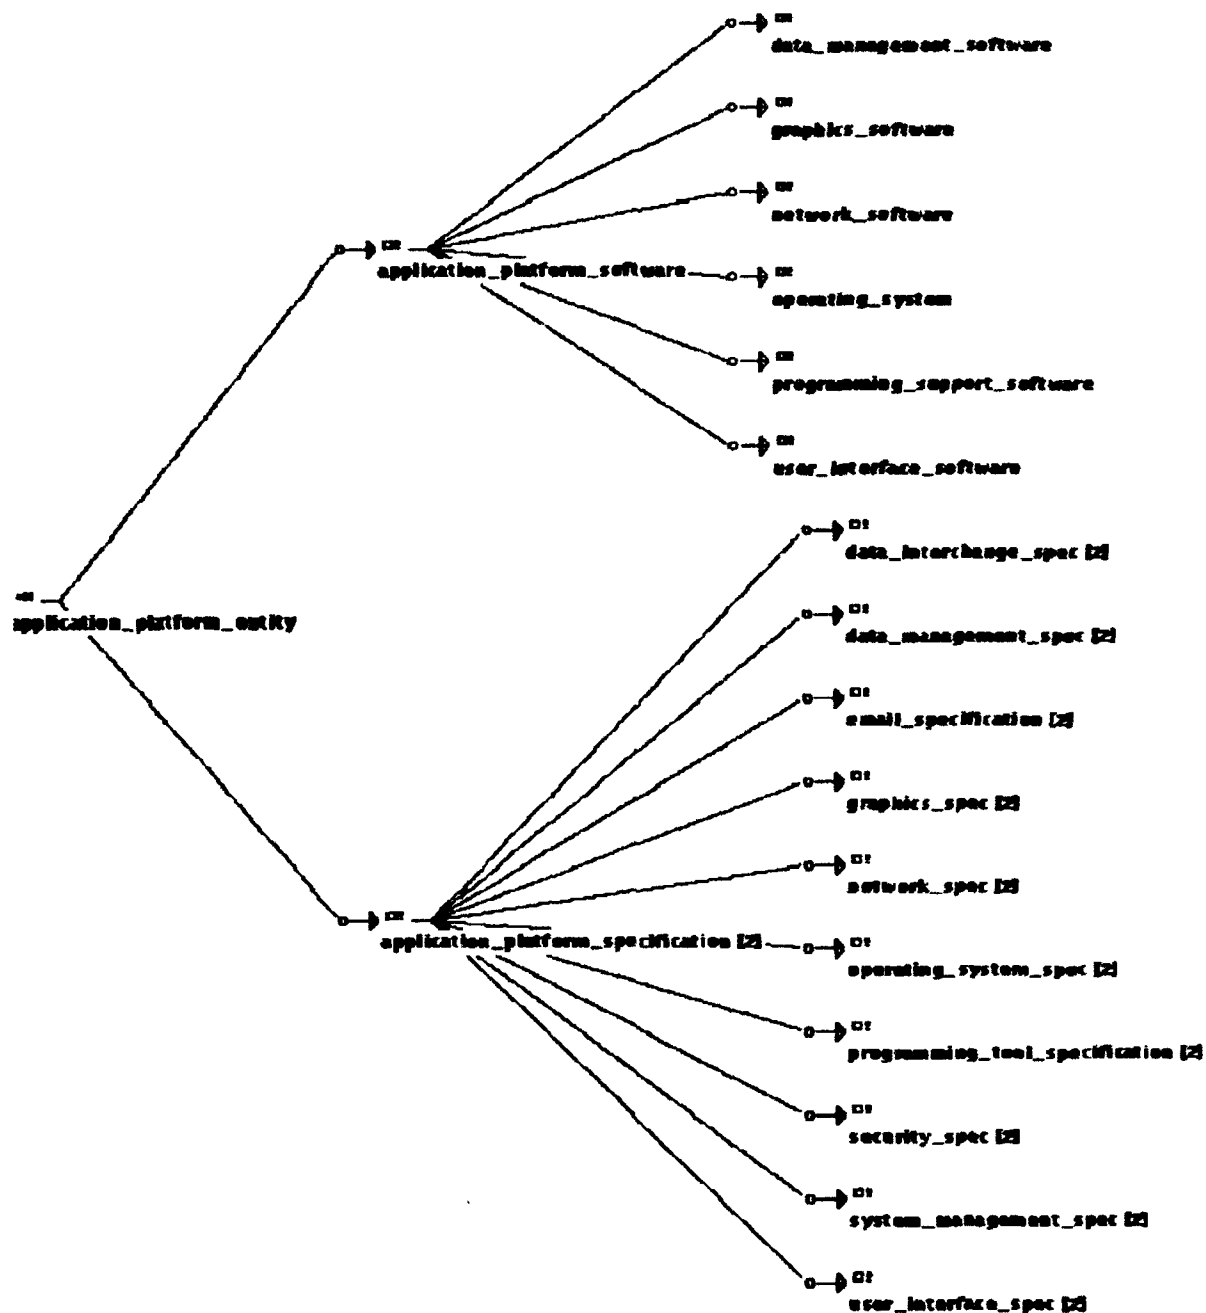 data_management_software
graphics_software
network_software
application_platform_software
operating_system
programming_support_software
user_interface_software
data_interchange_spec [2]
application_platform_entity
data_management_spec [2]
email_specification [2]
graphics_spec [2]
network_spec [2]
application_platform_specification [2]
operating_system_spec [2]
programming_tool_specification [2]
security_spec [2]
system_management_spec [2]
user_interface_spec [2]